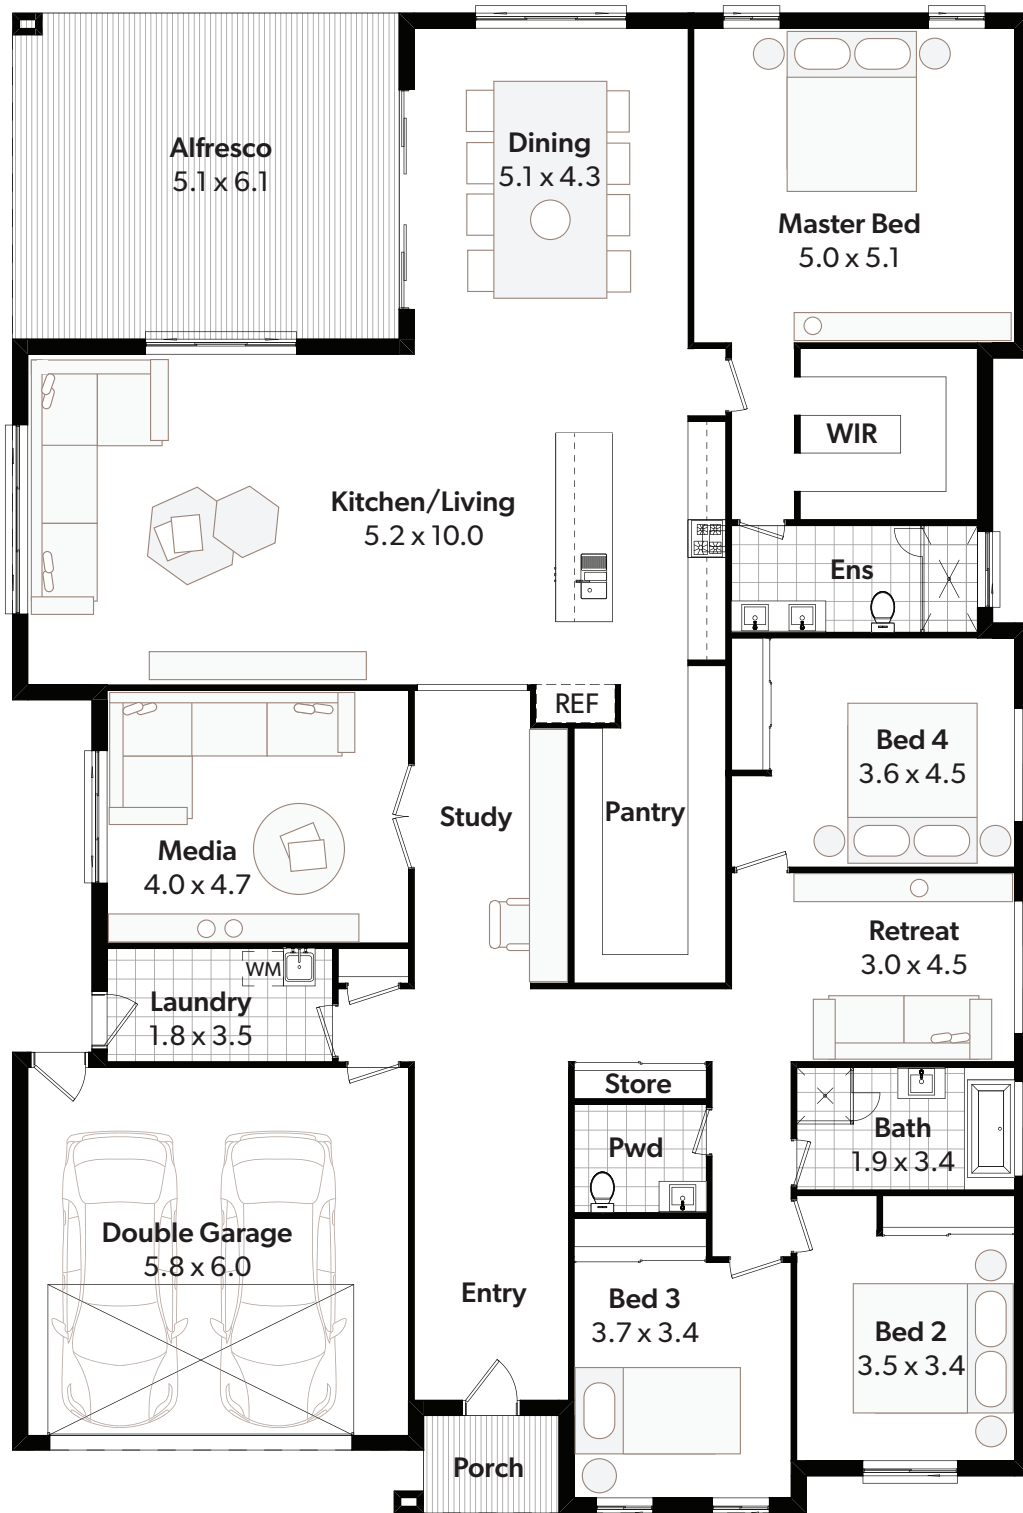 Alfresco
5.1 x 6.1
Dining
5.1 x 4.3
Master Bed
5.0 x 5.1
WIR
Kitchen/Living
5.2 x 10.0
Ens
REF
Bed 4
3.6 x 4.5
Study
Pantry
Media
4.0 x 4.7
Retreat
3.0 x 4.5
WM
Laundry
1.8 x 3.5
Store
Pwd
Bath
1.9 x 3.4
Double Garage
5.8 x 6.0
Entry
Bed 3
3.7 x 3.4
Bed 2
3.5 x 3.4
Porch